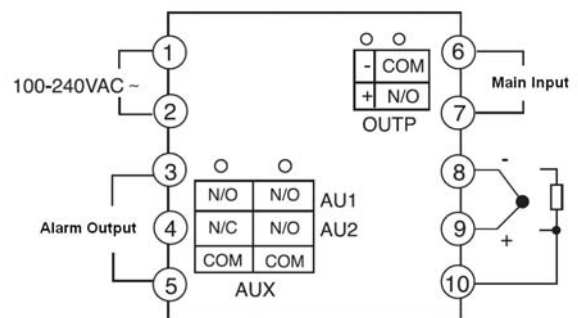 1
100-240VAC ~
2
- COM
+ N/O
OUTP
6
Main Input
7
3
N/O N/O AU1
Alarm Output
4
N/C N/O AU2
COM COM
5
AUX
8
-
9
+
10